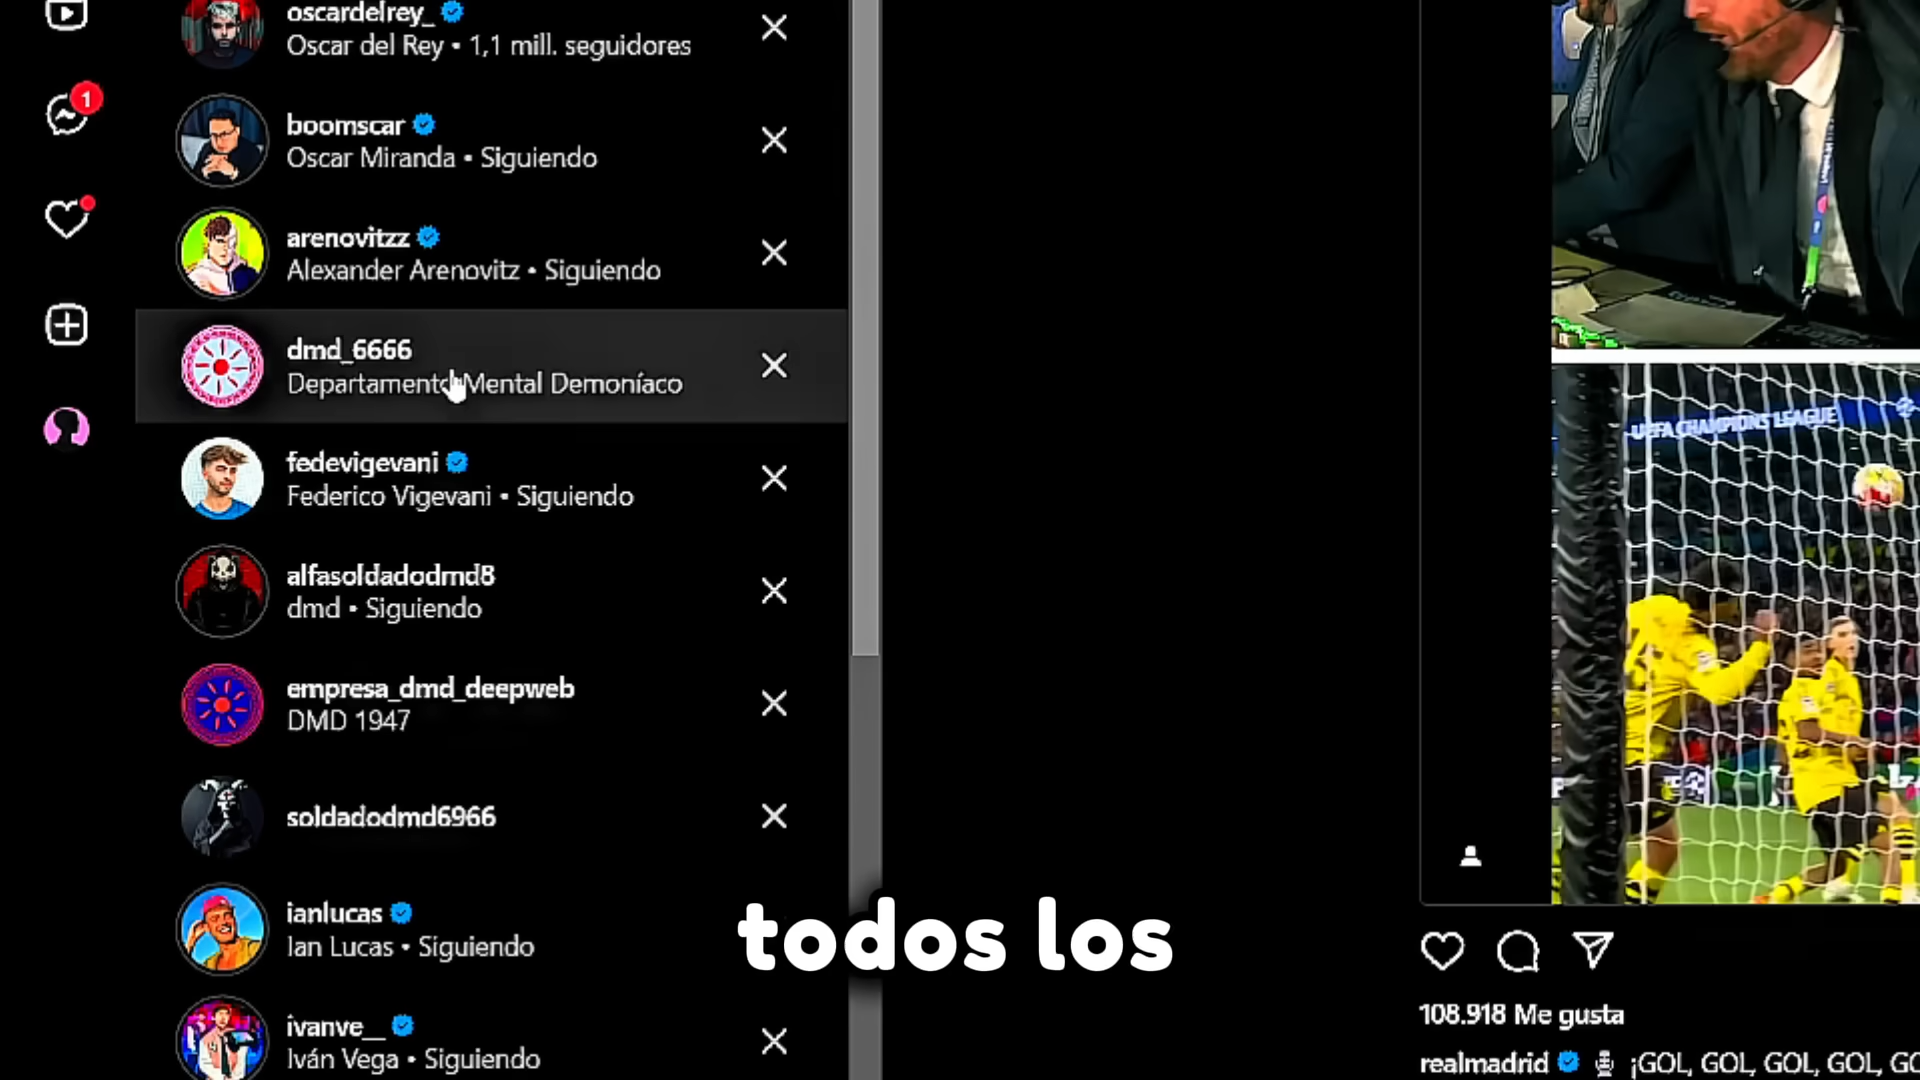 oscardelrey_
Oscar del Rey • 1,1 mill. seguidores
1
boomscar
Oscar Miranda • Siguiendo
arenovitzz
Alexander Arenovitz • Siguiendo
dmd_6666
Departamento Mental Demoníaco
fedevigevani
Federico Vigevani • Siguiendo
alfasoldadodmd8
dmd • Siguiendo
empresa_dmd_deepweb
DMD 1947
soldadodmd6966
ianlucas
Ian Lucas • Siguiendo
ivanve__
Iván Vega • Siguiendo
todos los
UEFA CHAMPIONS LEAGUE
108.918 Me gusta
realmadrid 🎙 ¡GOL, GOL, GOL, GOL, GO